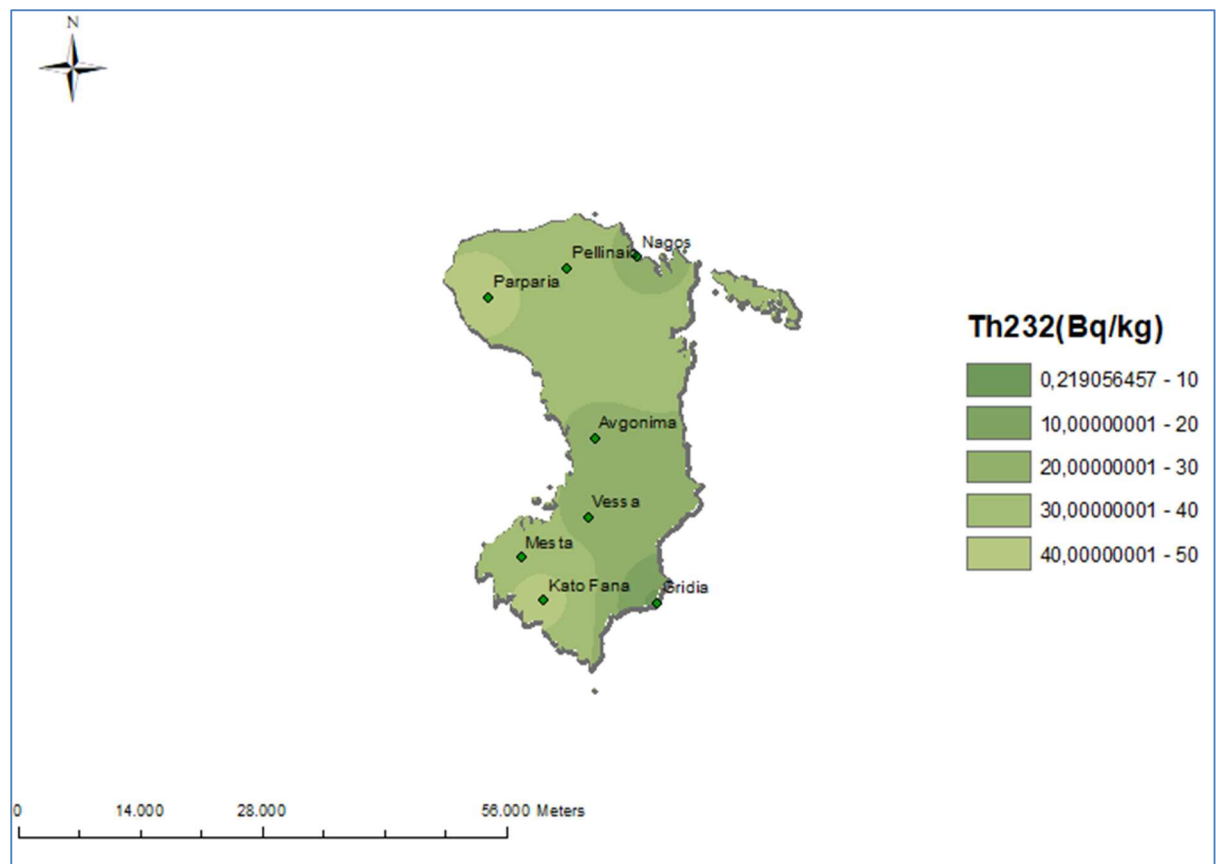 N
Nagos
Pellinaio
Parparia
Th232(Bq/kg)
0,219056457 - 10
10,00000001 - 20
20,00000001 - 30
30,00000001 - 40
40,00000001 - 50
Avgonima
Vessa
Mesta
Kato Fana
Gridia
0 14.000 28.000 56.000 Meters